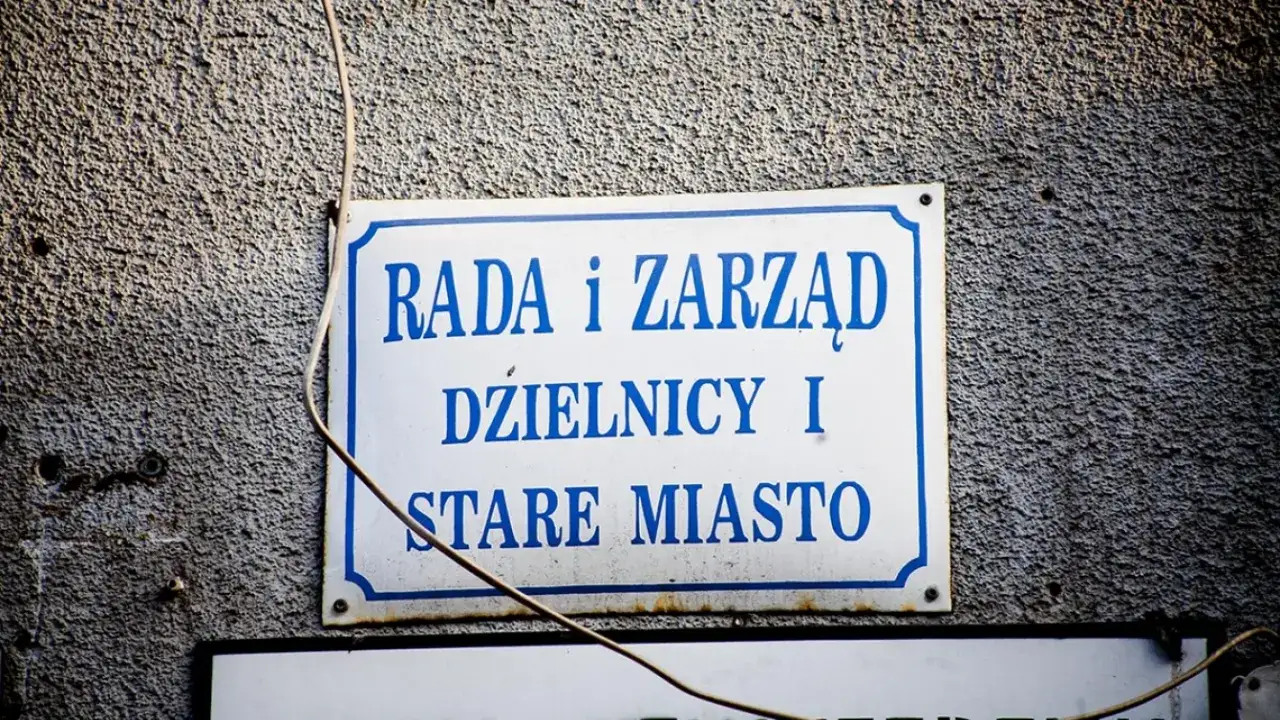 RADA i ZARZĄD
DZIELNICY I
STARE MIASTO